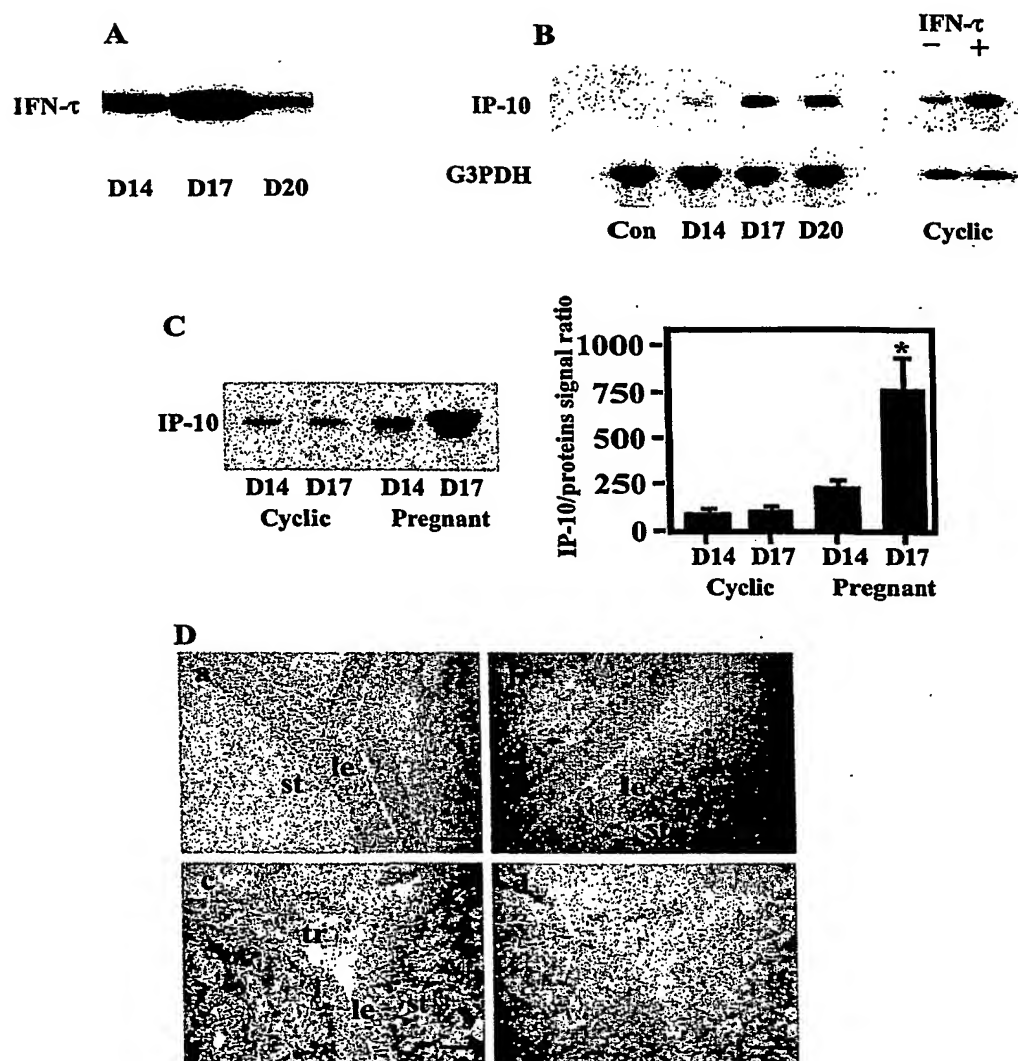 A
IFN-τ
D14 D17 D20
B
IFN-τ
− +
IP-10
G3PDH
Con D14 D17 D20 Cyclic
C
IP-10
D14 D17 D14 D17
Cyclic Pregnant
IP-10/proteins signal ratio
1000
750
500
250
0
*
D14 D17 D14 D17
Cyclic Pregnant
D
a
st le
le
st
c
tr
le st
d